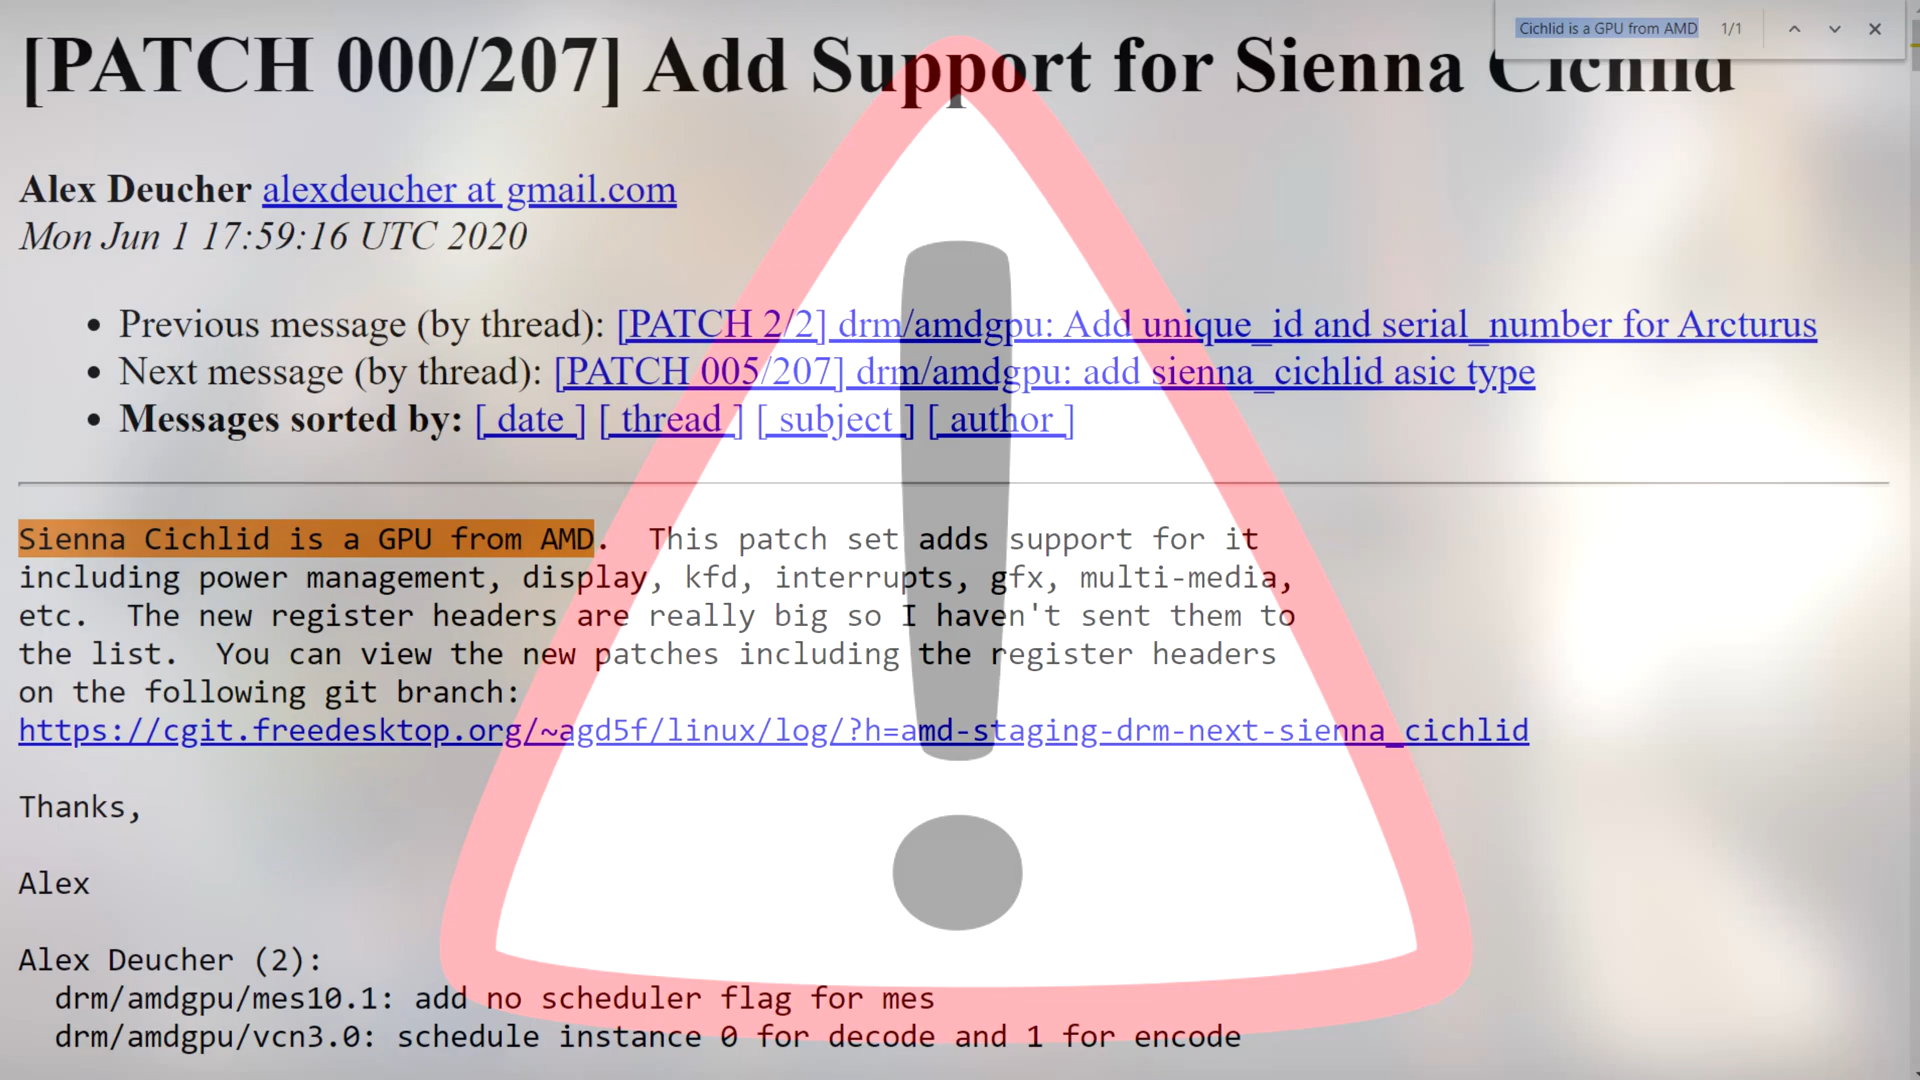 Cichlid is a GPU from AMD 1/1
[PATCH 000/207] Add Support for Sienna Cichlid
Alex Deucher alexdeucher at gmail.com
Mon Jun 1 17:59:16 UTC 2020
• Previous message (by thread): [PATCH 2/2] drm/amdgpu: Add unique_id and serial_number for Arcturus
• Next message (by thread): [PATCH 005/207] drm/amdgpu: add sienna_cichlid asic type
• Messages sorted by: [ date ] [ thread ] [ subject ] [ author ]
Sienna Cichlid is a GPU from AMD.  This patch set adds support for it
including power management, display, kfd, interrupts, gfx, multi-media,
etc.  The new register headers are really big so I haven't sent them to
the list.  You can view the new patches including the register headers
on the following git branch:
https://cgit.freedesktop.org/~agd5f/linux/log/?h=amd-staging-drm-next-sienna_cichlid
Thanks,
Alex
Alex Deucher (2):
drm/amdgpu/mes10.1: add no scheduler flag for mes
drm/amdgpu/vcn3.0: schedule instance 0 for decode and 1 for encode